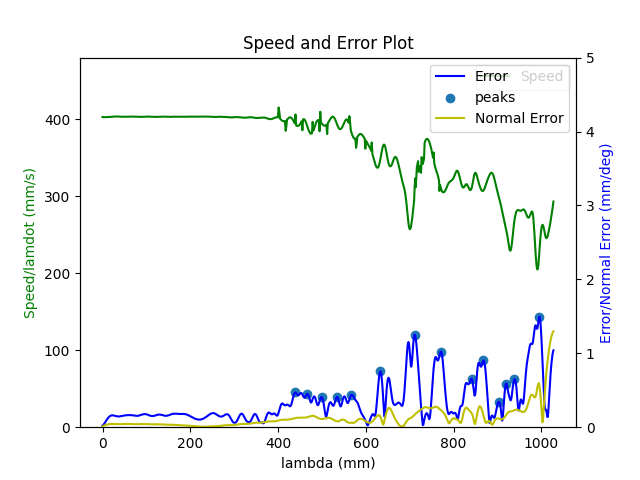 Speed and Error Plot
Speed/lamdot (mm/s)
400
300
200
100
0
Error
Speed
peaks
Normal Error
5
4
3
2
1
0
Error/Normal Error (mm/deg)
0 200 400 600 800 1000
lambda (mm)